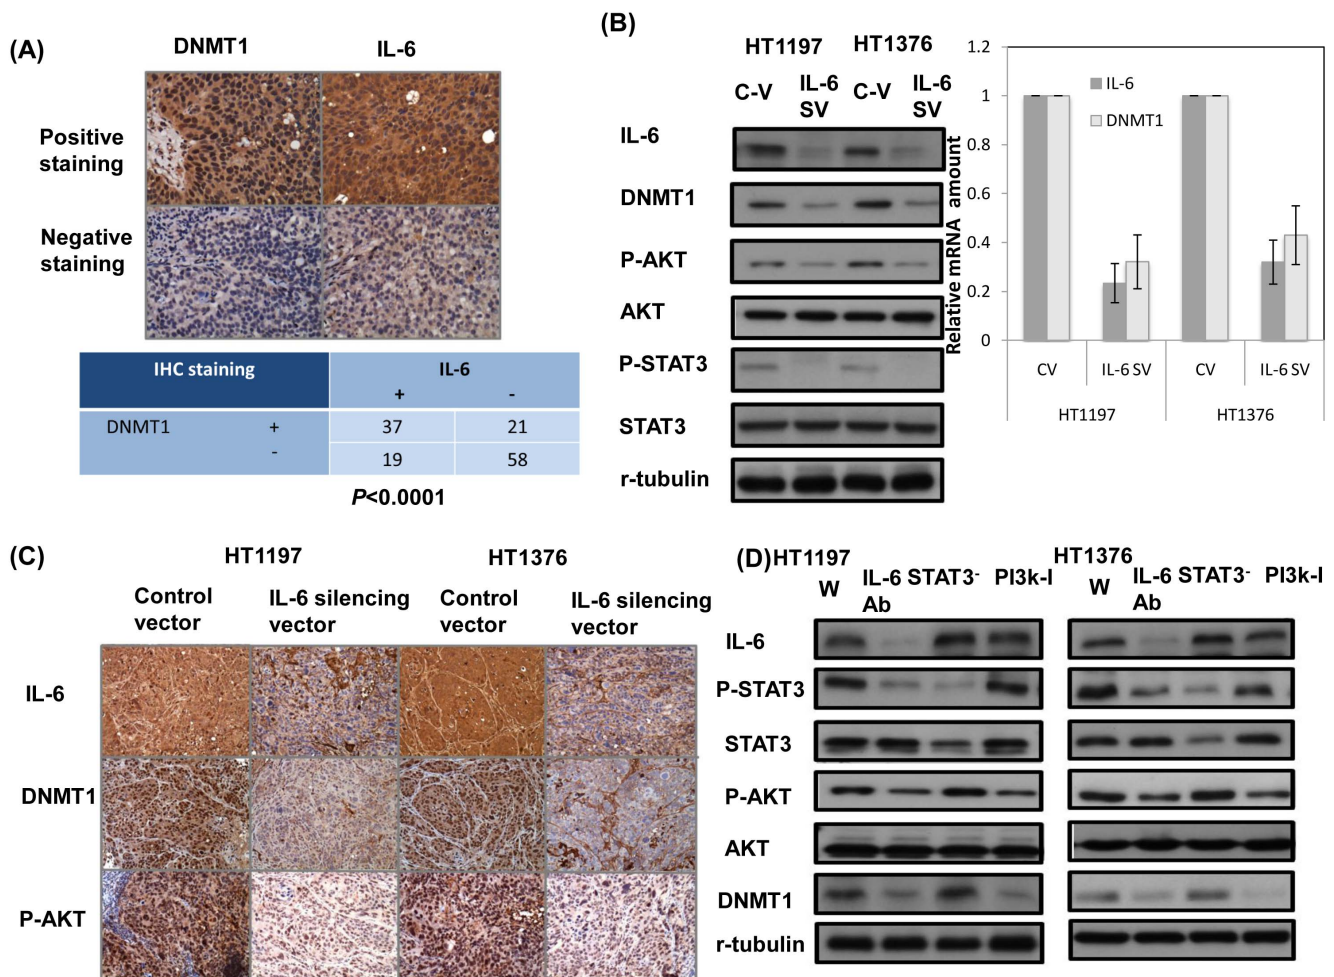 (A)
DNMT1 IL-6
Positive
staining
Negative
staining
IHC staining IL-6
+ -
DNMT1 + 37 21
- 19 58
P<0.0001
(B)
HT1197 HT1376
C-V IL-6
SV C-V IL-6
SV
IL-6
DNMT1
P-AKT
AKT
P-STAT3
STAT3
r-tubulin
Relative mRNA amount
1.2
1
0.8
0.6
0.4
0.2
0
IL-6
DNMT1
CV IL-6 SV CV IL-6 SV
HT1197 HT1376
(C)
HT1197 HT1376
Control
vector
IL-6 silencing
vector
Control
vector
IL-6 silencing
vector
IL-6
DNMT1
P-AKT
(D)
HT1197
W IL-6
Ab STAT3- PI3k-I
HT1376
W IL-6
Ab STAT3- PI3k-I
IL-6
P-STAT3
STAT3
P-AKT
AKT
DNMT1
r-tubulin